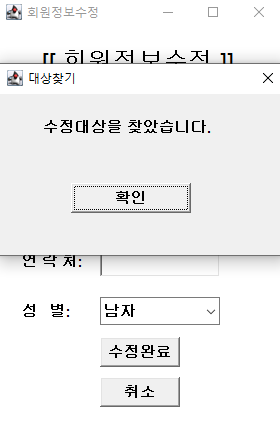 회원정보수정
[[ 회원정보수정 ]]
대상찾기
수정대상을 찾았습니다.
확인
연 락 처:
성 별:
남자
수정완료
취소